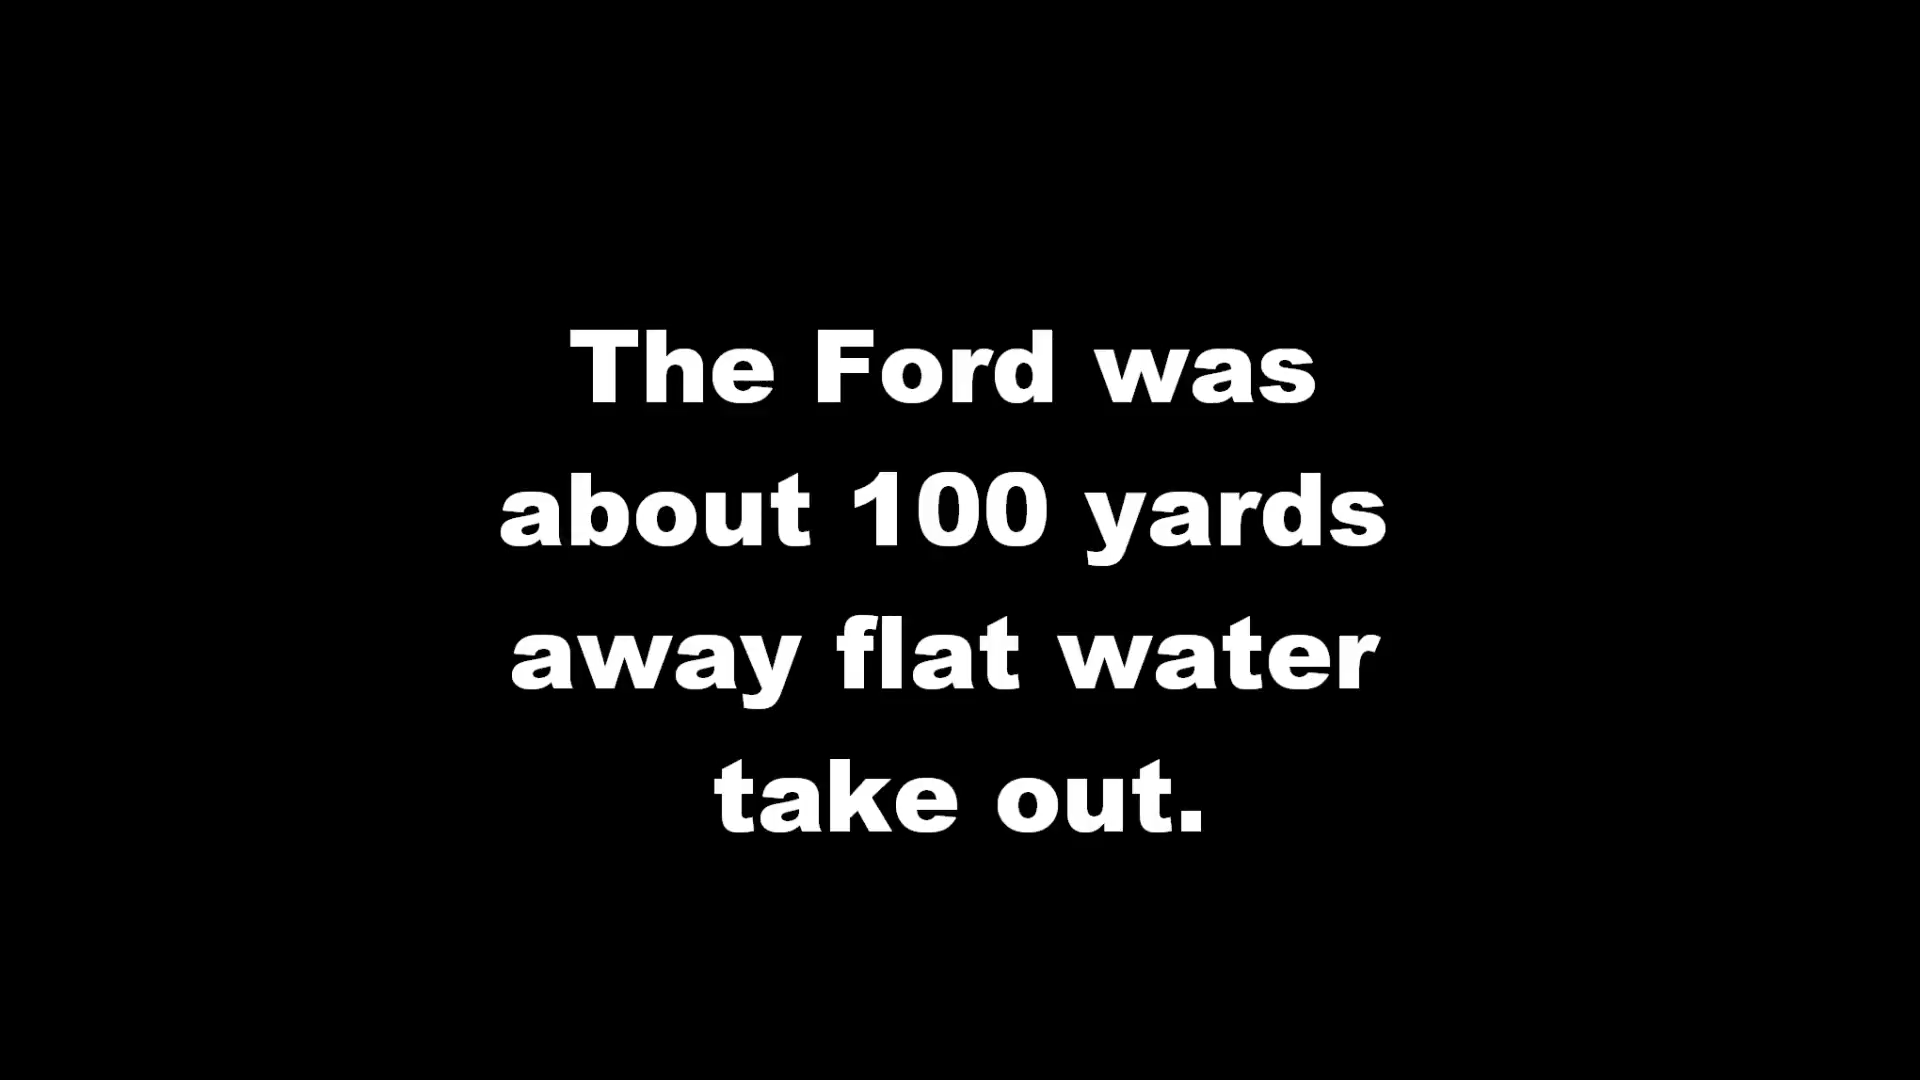 The Ford was
about 100 yards
away flat water
take out.